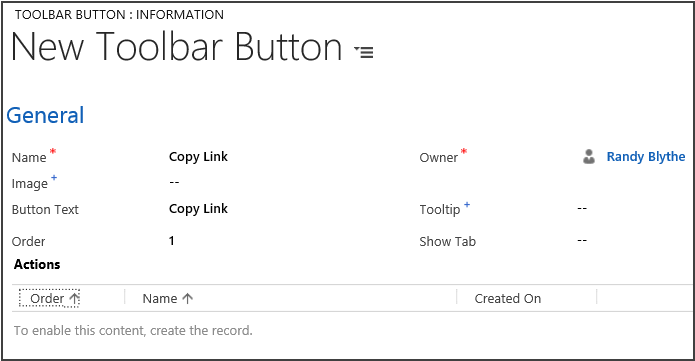 TOOLBAR BUTTON : INFORMATION
New Toolbar Button
General
Name * Copy Link Owner * Randy Blythe
Image + --
Button Text Copy Link Tooltip + --
Order 1 Show Tab --
Actions
Order ↑ Name ↑ Created On
To enable this content, create the record.